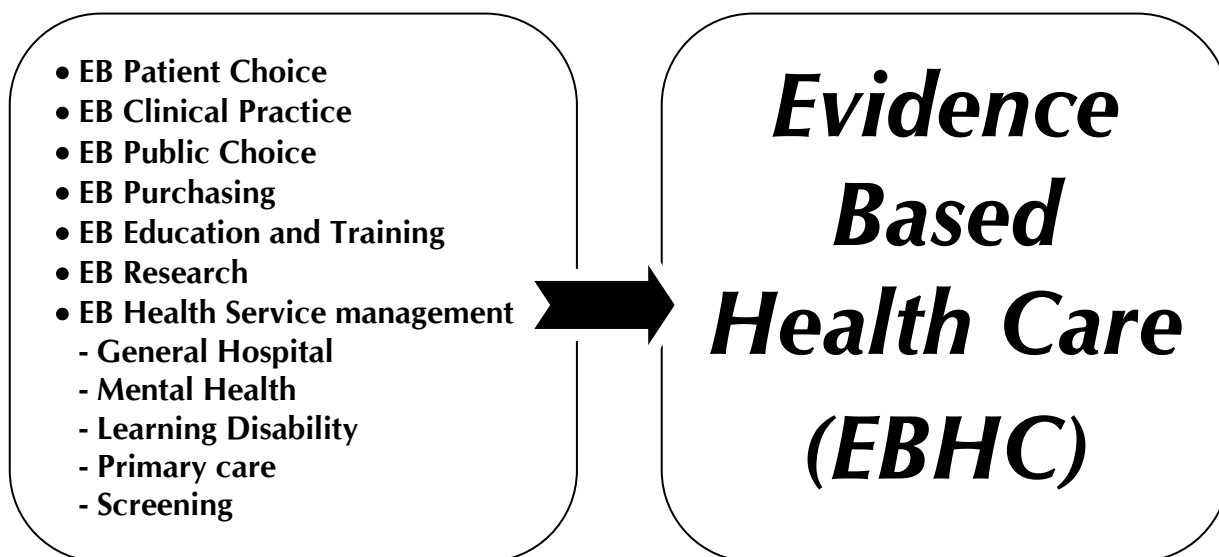 • EB Patient Choice
• EB Clinical Practice
• EB Public Choice
• EB Purchasing
• EB Education and Training
• EB Research
• EB Health Service management
- General Hospital
- Mental Health
- Learning Disability
- Primary care
- Screening
Evidence
Based
Health Care
(EBHC)